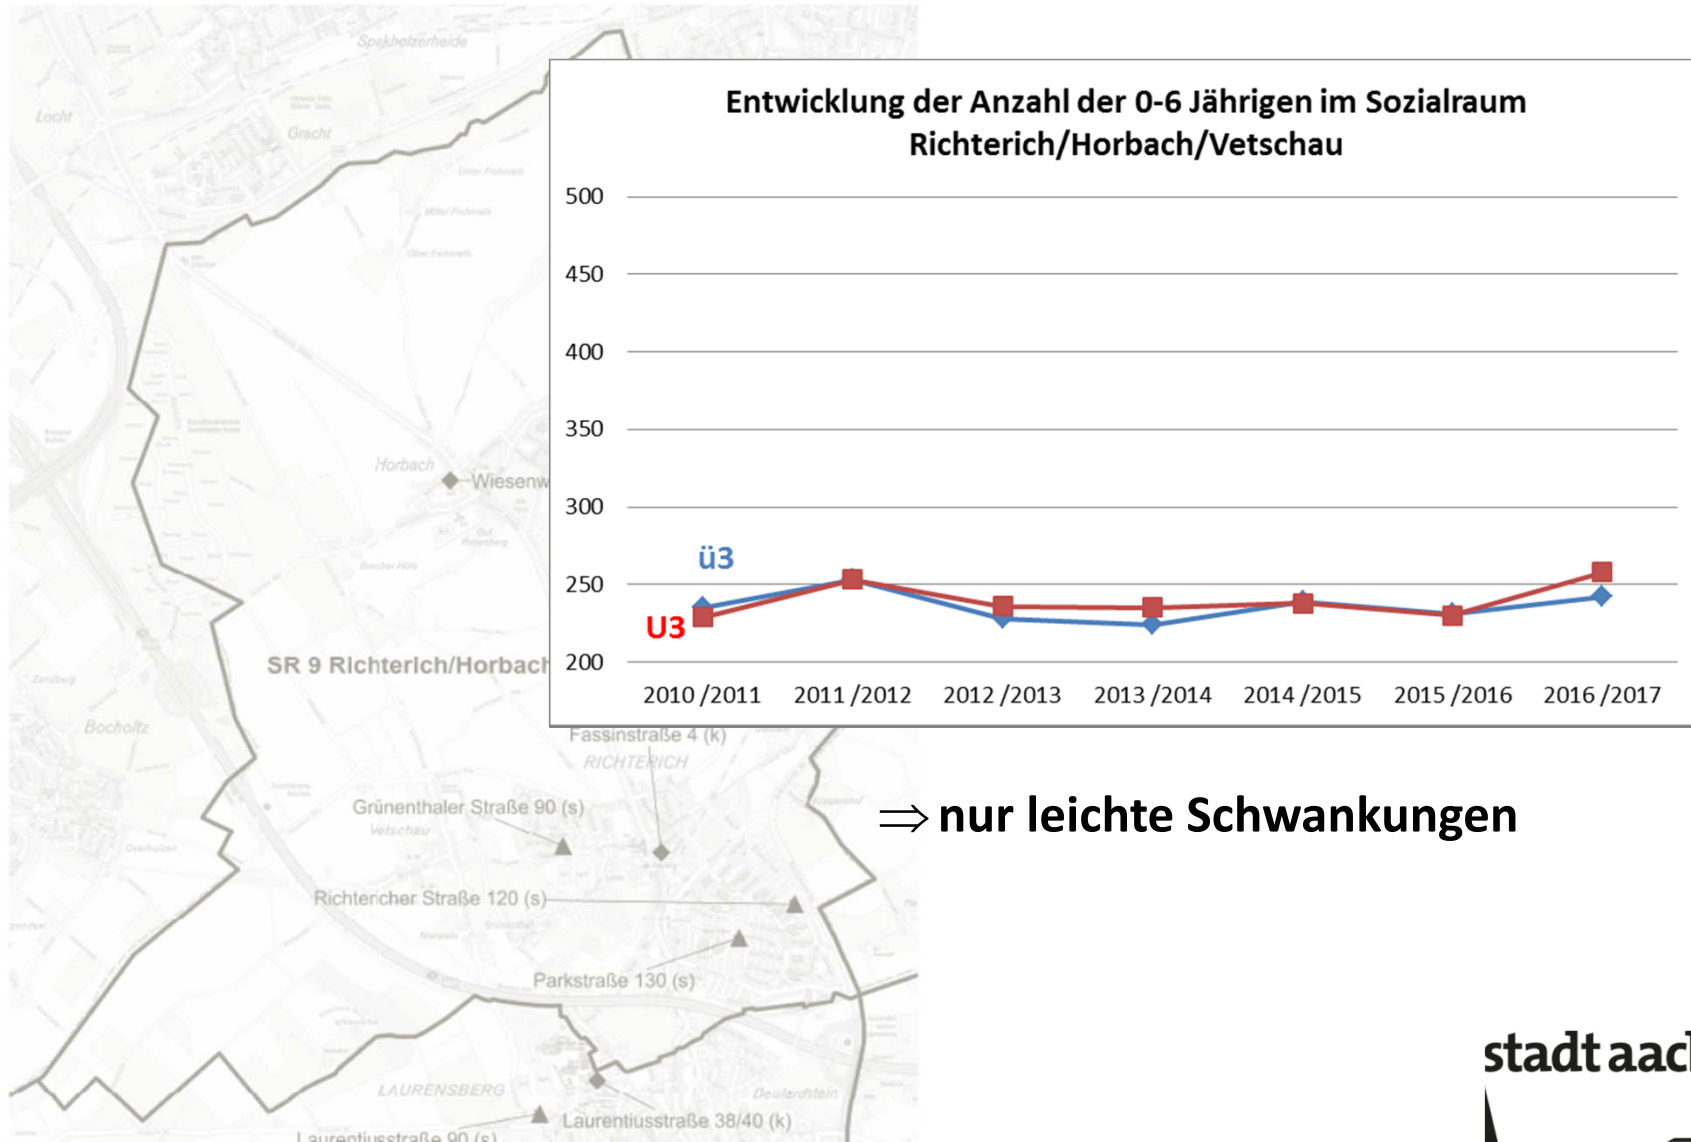 Spekholzerheide
Locht
Gracht
Entwicklung der Anzahl der 0-6 Jährigen im Sozialraum
Richterich/Horbach/Vetschau
500
450
400
350
300
250
200
ü3
U3
2010 /2011 2011 /2012 2012 /2013 2013 /2014 2014 /2015 2015 /2016 2016 /2017
Horbach
Wiesenw
SR 9 Richterich/Horbach
Bocholtz
Fassinstraße 4 (k)
RICHTERICH
Grünenthaler Straße 90 (s)
Vetschau
⇒ nur leichte Schwankungen
Richtericher Straße 120 (s)
Parkstraße 130 (s)
stadt aac
LAURENSBERG
Laurentiusstraße 38/40 (k)
Laurentiusstraße 90 (s)